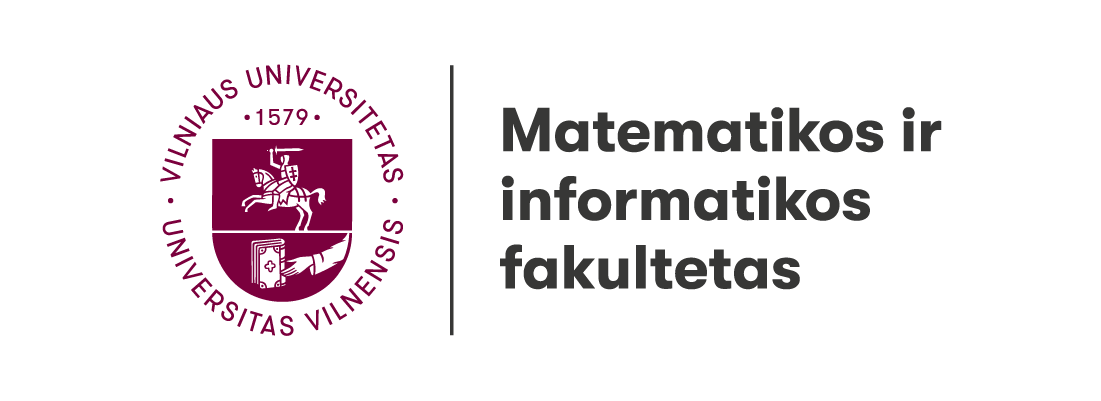 VILNIAUS UNIVERSITETAS
· 1579 ·
· UNIVERSITAS VILNENSIS ·
Matematikos ir
informatikos
fakultetas